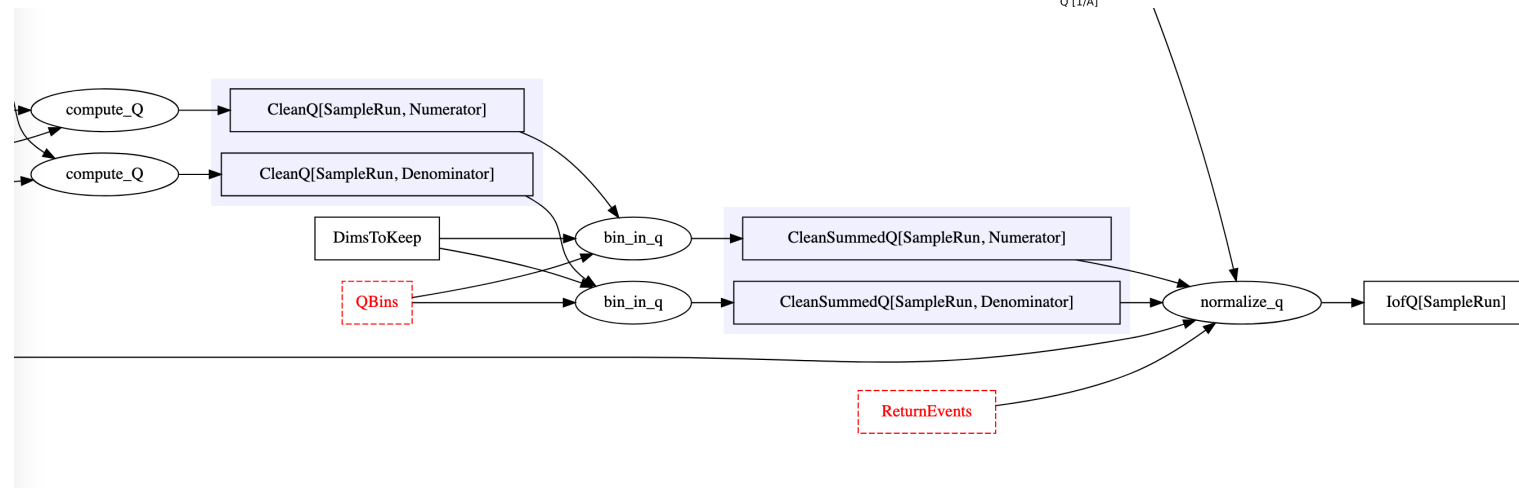 Q [1/A]
compute_Q
CleanQ[SampleRun, Numerator]
compute_Q
CleanQ[SampleRun, Denominator]
DimsToKeep
bin_in_q
CleanSummedQ[SampleRun, Numerator]
QBins
bin_in_q
CleanSummedQ[SampleRun, Denominator]
normalize_q
IofQ[SampleRun]
ReturnEvents